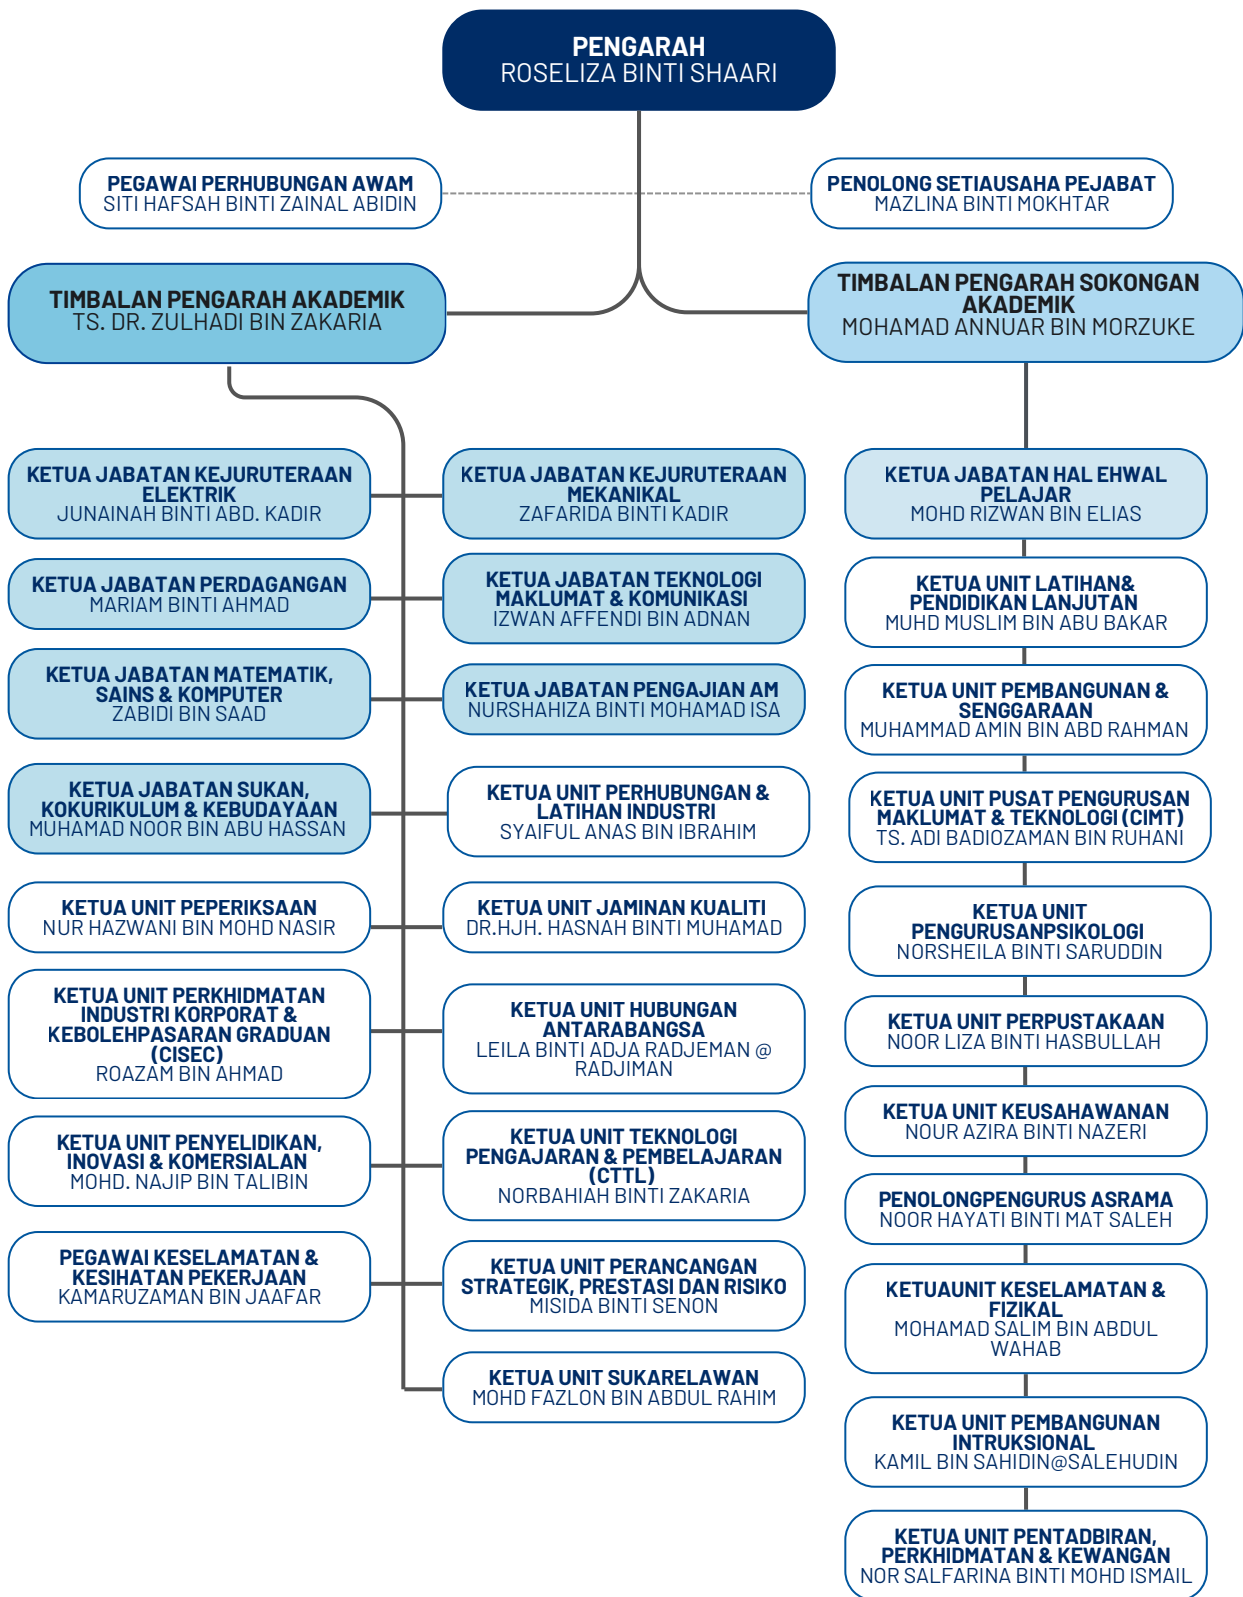 PENGARAH
ROSELIZA BINTI SHAARI
PEGAWAI PERHUBUNGAN AWAM
SITI HAFSAH BINTI ZAINAL ABIDIN
PENOLONG SETIAUSAHA PEJABAT
MAZLINA BINTI MOKHTAR
TIMBALAN PENGARAH AKADEMIK
TS. DR. ZULHADI BIN ZAKARIA
TIMBALAN PENGARAH SOKONGAN
AKADEMIK
MOHAMAD ANNUAR BIN MORZUKE
KETUA JABATAN KEJURUTERAAN
ELEKTRIK
JUNAINAH BINTI ABD. KADIR
KETUA JABATAN KEJURUTERAAN
MEKANIKAL
ZAFARIDA BINTI KADIR
KETUA JABATAN PERDAGANGAN
MARIAM BINTI AHMAD
KETUA JABATAN TEKNOLOGI
MAKLUMAT & KOMUNIKASI
IZWAN AFFENDI BIN ADNAN
KETUA JABATAN MATEMATIK,
SAINS & KOMPUTER
ZABIDI BIN SAAD
KETUA JABATAN PENGAJIAN AM
NURSHAHIZA BINTI MOHAMAD ISA
KETUA JABATAN SUKAN,
KOKURIKULUM & KEBUDAYAAN
MUHAMAD NOOR BIN ABU HASSAN
KETUA UNIT PERHUBUNGAN &
LATIHAN INDUSTRI
SYAIFUL ANAS BIN IBRAHIM
KETUA UNIT PEPERIKSAAN
NUR HAZWANI BIN MOHD NASIR
KETUA UNIT JAMINAN KUALITI
DR.HJH. HASNAH BINTI MUHAMAD
KETUA UNIT PERKHIDMATAN
INDUSTRI KORPORAT &
KEBOLEHPASARAN GRADUAN
(CISEC)
ROAZAM BIN AHMAD
KETUA UNIT HUBUNGAN
ANTARABANGSA
LEILA BINTI ADJA RADJEMAN @
RADJIMAN
KETUA UNIT PENYELIDIKAN,
INOVASI & KOMERSIALAN
MOHD. NAJIP BIN TALIBIN
KETUA UNIT TEKNOLOGI
PENGAJARAN & PEMBELAJARAN
(CTTL)
NORBAHIAH BINTI ZAKARIA
PEGAWAI KESELAMATAN &
KESIHATAN PEKERJAAN
KAMARUZAMAN BIN JAAFAR
KETUA UNIT PERANCANGAN
STRATEGIK, PRESTASI DAN RISIKO
MISIDA BINTI SENON
KETUA UNIT SUKARELAWAN
MOHD FAZLON BIN ABDUL RAHIM
KETUA JABATAN HAL EHWAL
PELAJAR
MOHD RIZWAN BIN ELIAS
KETUA UNIT LATIHAN&
PENDIDIKAN LANJUTAN
MUHD MUSLIM BIN ABU BAKAR
KETUA UNIT PEMBANGUNAN &
SENGGARAAN
MUHAMMAD AMIN BIN ABD RAHMAN
KETUA UNIT PUSAT PENGURUSAN
MAKLUMAT & TEKNOLOGI (CIMT)
TS. ADI BADIOZAMAN BIN RUHANI
KETUA UNIT
PENGURUSANPSIKOLOGI
NORSHEILA BINTI SARUDDIN
KETUA UNIT PERPUSTAKAAN
NOOR LIZA BINTI HASBULLAH
KETUA UNIT KEUSAHAWANAN
NOUR AZIRA BINTI NAZERI
PENOLONGPENGURUS ASRAMA
NOOR HAYATI BINTI MAT SALEH
KETUAUNIT KESELAMATAN &
FIZIKAL
MOHAMAD SALIM BIN ABDUL
WAHAB
KETUA UNIT PEMBANGUNAN
INTRUKSIONAL
KAMIL BIN SAHIDIN@SALEHUDIN
KETUA UNIT PENTADBIRAN,
PERKHIDMATAN & KEWANGAN
NOR SALFARINA BINTI MOHD ISMAIL